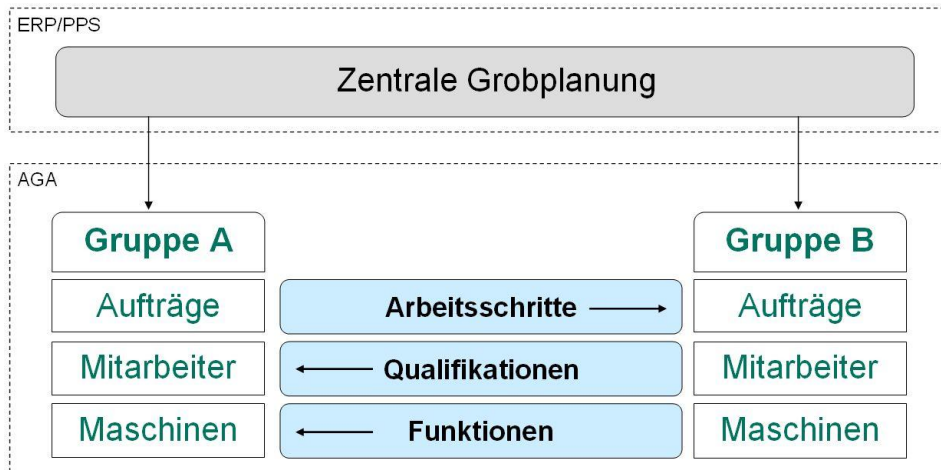 ERP/PPS
Zentrale Grobplanung
AGA
Gruppe A
Gruppe B
Aufträge
Arbeitsschritte
Aufträge
Mitarbeiter
Qualifikationen
Mitarbeiter
Maschinen
Funktionen
Maschinen